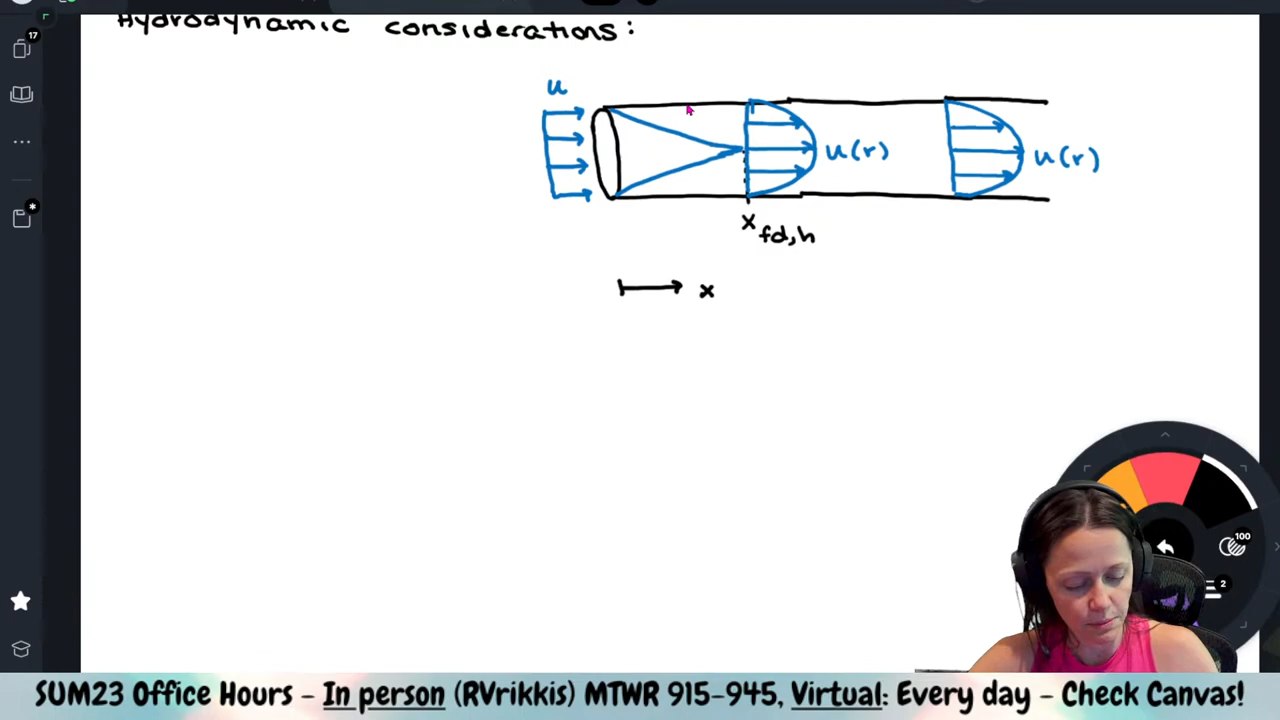 Hydrodynamic considerations:
u
u(r)
u(r)
x fd,h
x
17
100
2
SUM23 Office Hours - In person (RVrikkis) MTWR 915-945, Virtual: Every day - Check Canvas!